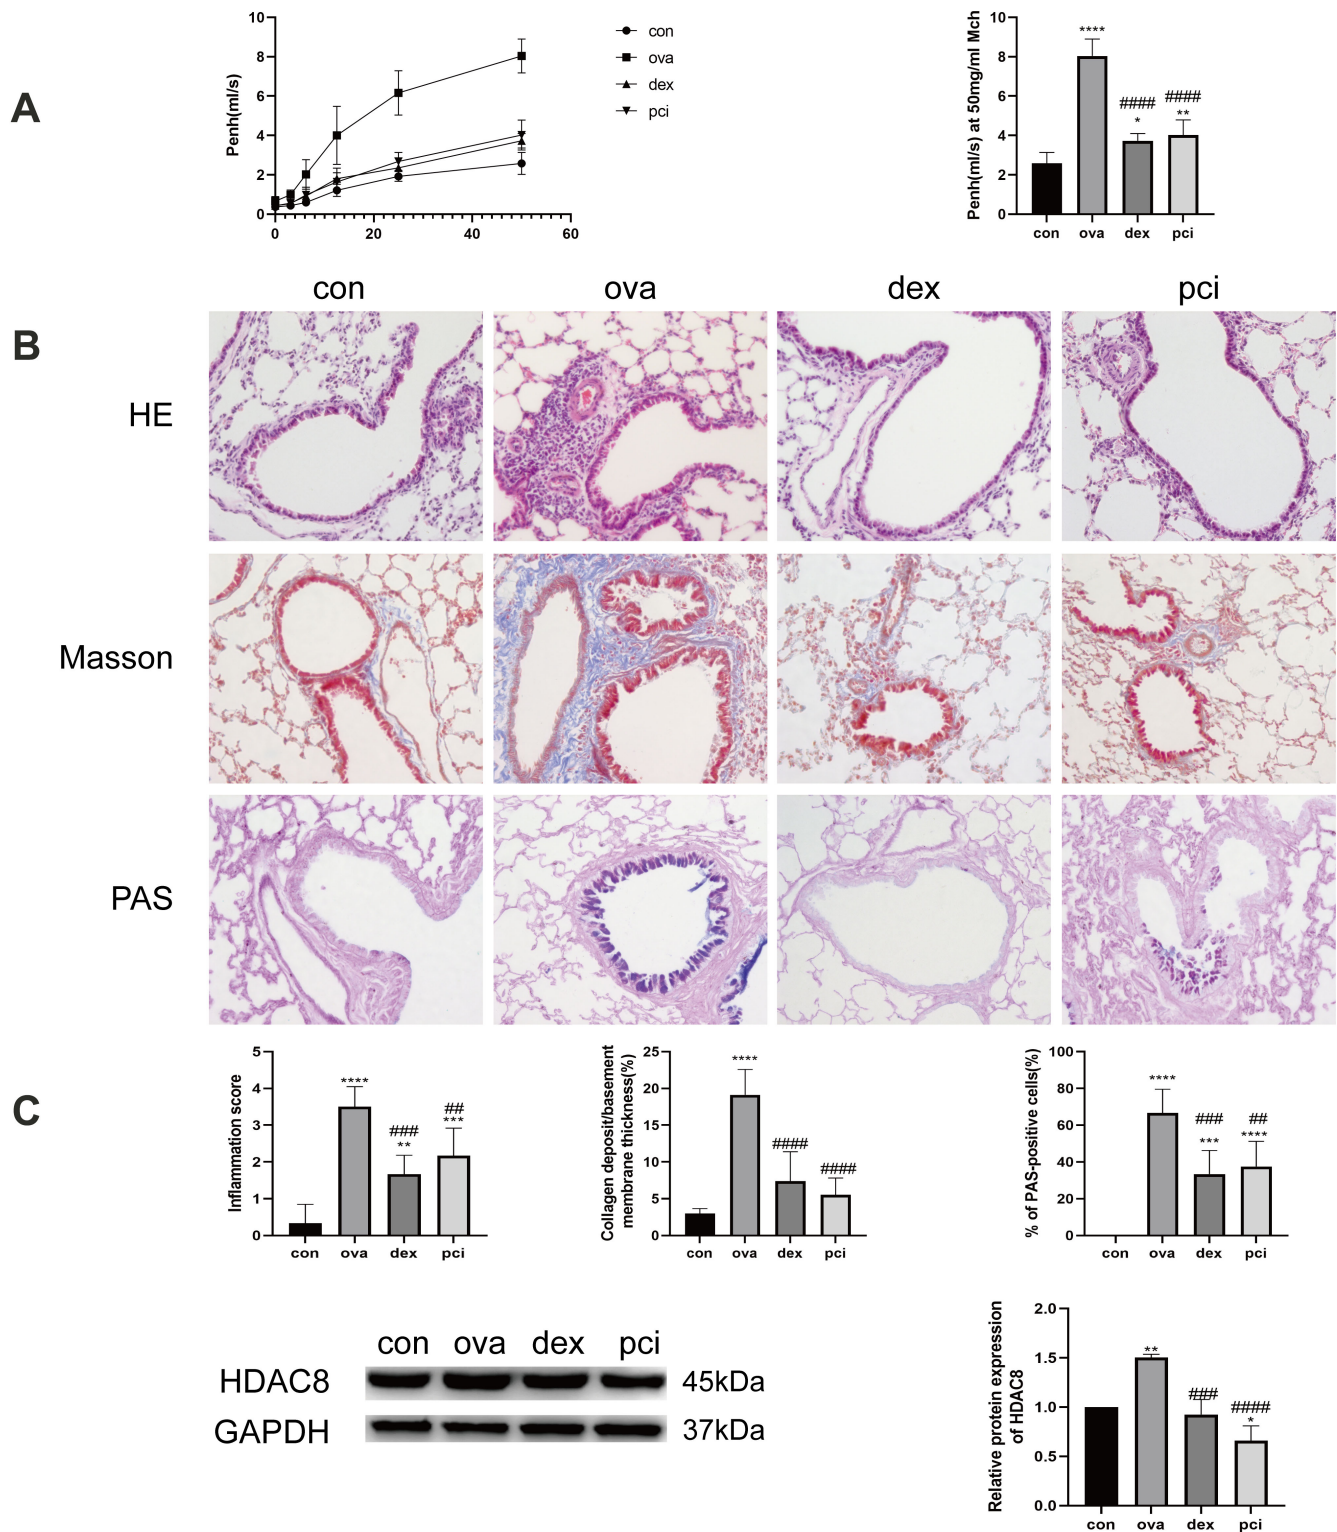 A
Penh(ml/s)
10
8
6
4
2
0
0
20
40
60
con
ova
dex
pci
Penh(ml/s) at 50mg/ml Mch
10
8
6
4
2
0
****
####
*
####
**
con ova dex pci
con ova dex pci
B
HE
Masson
PAS
C
Inflammation score
5
4
3
2
1
0
****
###
**
##
***
con ova dex pci
Collagen deposit/basement
membrane thickness(%)
25
20
15
10
5
0
****
####
####
con ova dex pci
% of PAS-positive cells(%)
100
80
60
40
20
0
****
###
***
##
****
con ova dex pci
con ova dex pci
HDAC8 45kDa
GAPDH 37kDa
Relative protein expression
of HDAC8
2.0
1.5
1.0
0.5
0.0
**
###
####
*
con ova dex pci